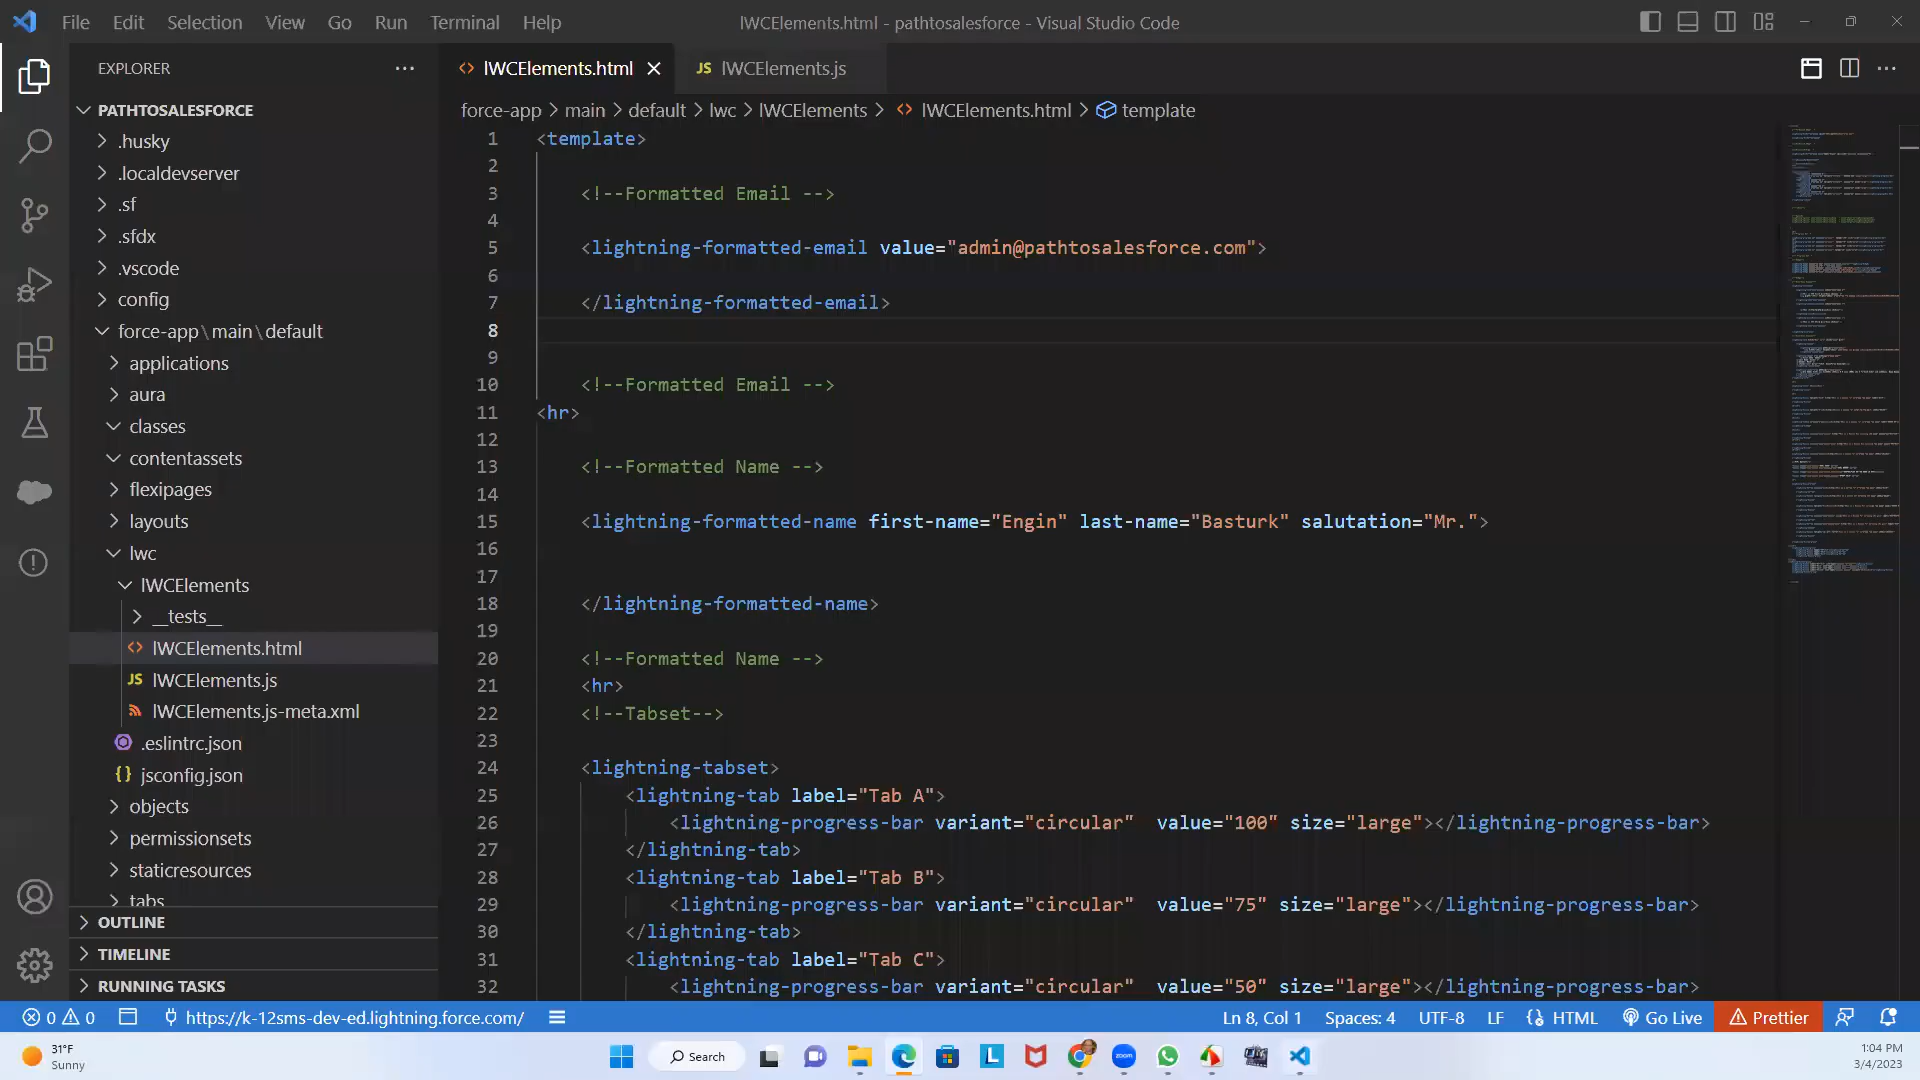 File Edit Selection View Go Run Terminal Help
lWCElements.html - pathtosalesforce - Visual Studio Code
EXPLORER
PATHTOSALESFORCE
.husky
.localdevserver
.sf
.sfdx
.vscode
config
force-app\main\default
applications
aura
classes
contentassets
flexipages
layouts
lwc
lWCElements
__tests__
lWCElements.html
lWCElements.js
lWCElements.js-meta.xml
.eslintrc.json
jsconfig.json
objects
permissionsets
staticresources
tabs
OUTLINE
TIMELINE
RUNNING TASKS
lWCElements.html
JS lWCElements.js
force-app > main > default > lwc > lWCElements > lWCElements.html > template
1 <template>
2
3 <!--Formatted Email -->
4
5 <lightning-formatted-email value="admin@pathtosalesforce.com">
6
7 </lightning-formatted-email>
8
9
10 <!--Formatted Email -->
11 <hr>
12
13 <!--Formatted Name -->
14
15 <lightning-formatted-name first-name="Engin" last-name="Basturk" salutation="Mr.">
16
17
18 </lightning-formatted-name>
19
20 <!--Formatted Name -->
21 <hr>
22 <!--Tabset-->
23
24 <lightning-tabset>
25 <lightning-tab label="Tab A">
26 <lightning-progress-bar variant="circular"  value="100" size="large"></lightning-progress-bar>
27 </lightning-tab>
28 <lightning-tab label="Tab B">
29 <lightning-progress-bar variant="circular"  value="75" size="large"></lightning-progress-bar>
30 </lightning-tab>
31 <lightning-tab label="Tab C">
32 <lightning-progress-bar variant="circular"  value="50" size="large"></lightning-progress-bar>
0 0 https://k-12sms-dev-ed.lightning.force.com/ Ln 8, Col 1 Spaces: 4 UTF-8 LF HTML Go Live Prettier
31°F
Sunny
Search
zoom
1:04 PM
3/4/2023